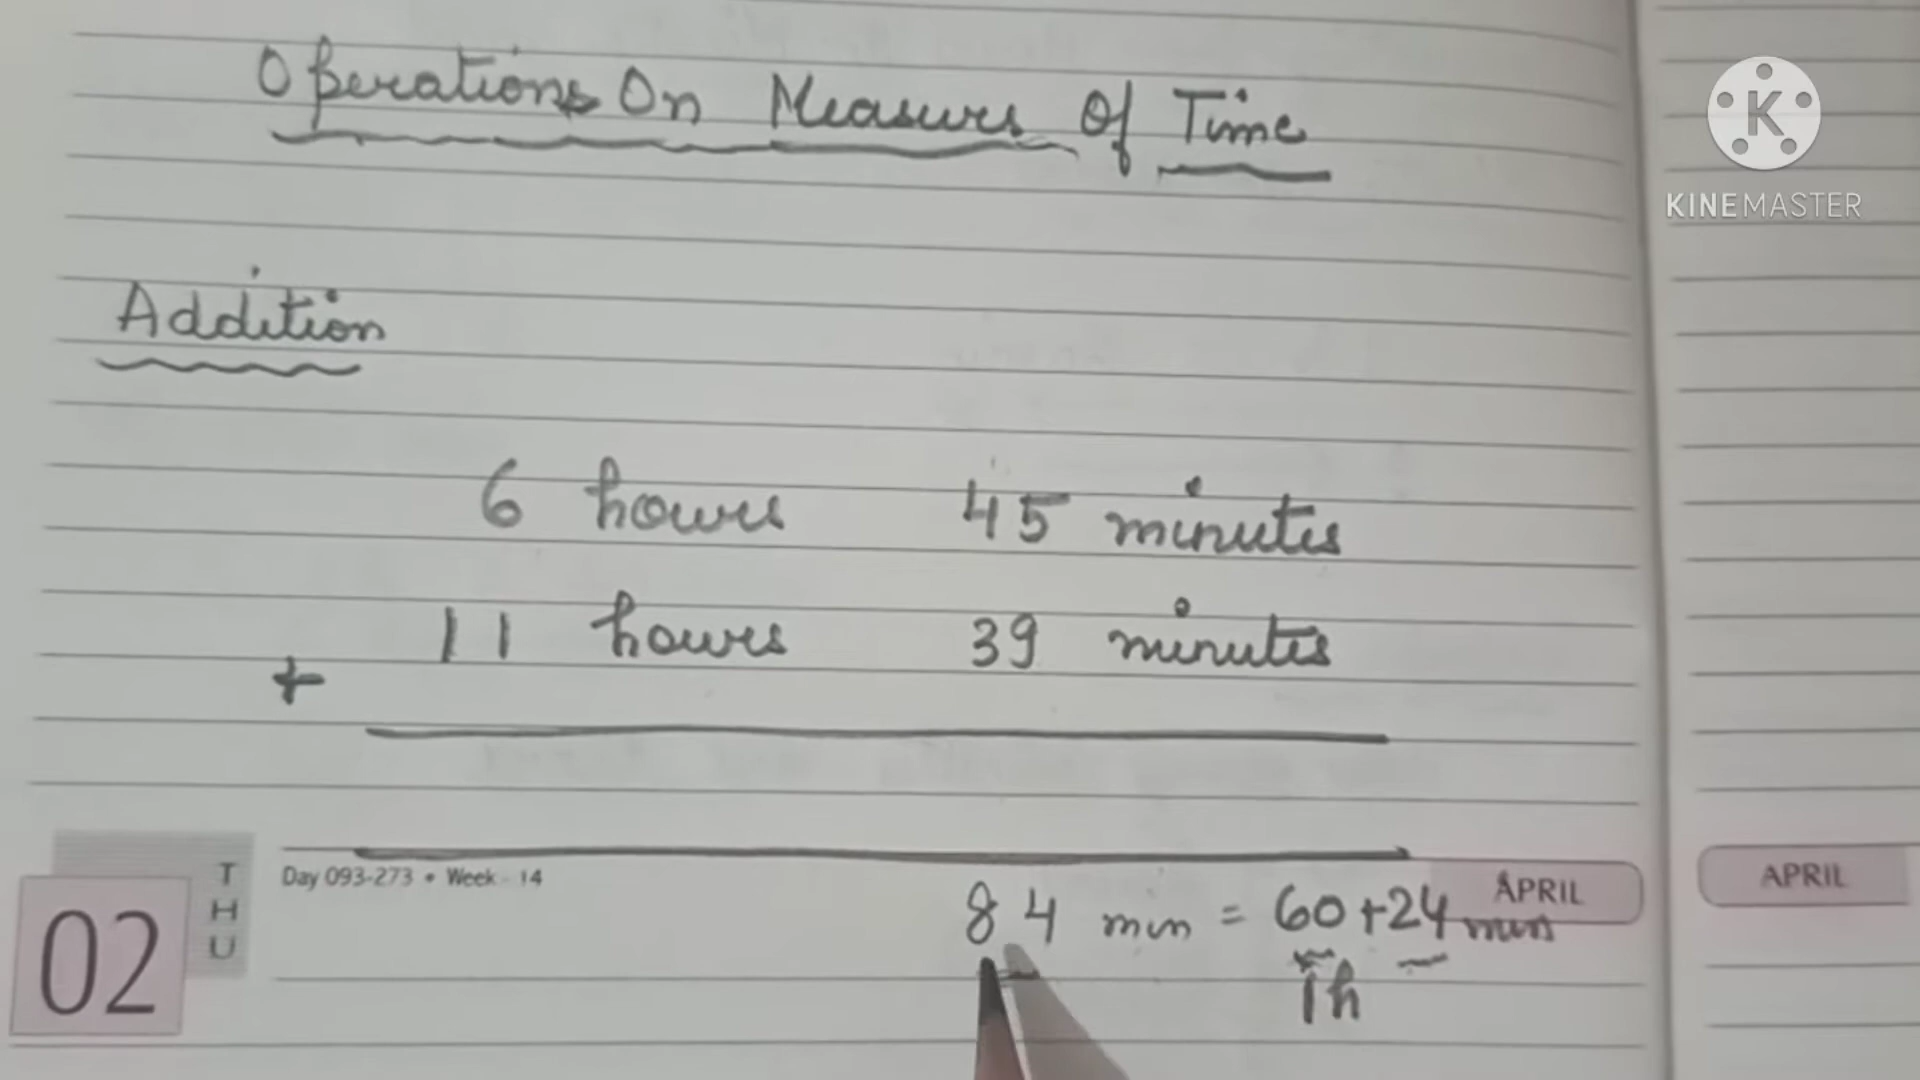 Operations On Measures Of Time
KINEMASTER
Addition
6 hours 45 minutes
11 hours 39 minutes
+
02 THU
Day 093-273 • Week - 14
APRIL
APRIL
84 min = 60+24 min
1h